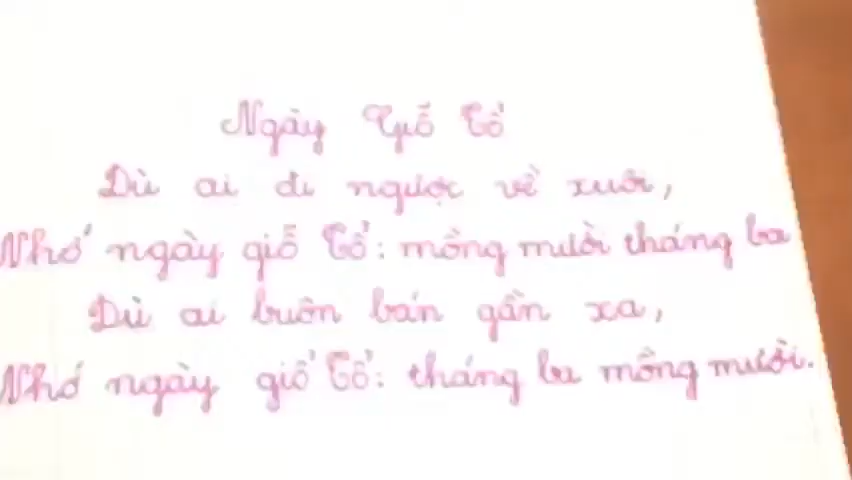 Ngày Giỗ Tổ
Dù ai đi ngược về xuôi,
Nhớ ngày giỗ Tổ: mồng mười tháng ba
Dù ai buôn bán gần xa,
Nhớ ngày giổ Tổ: tháng ba mồng mười.